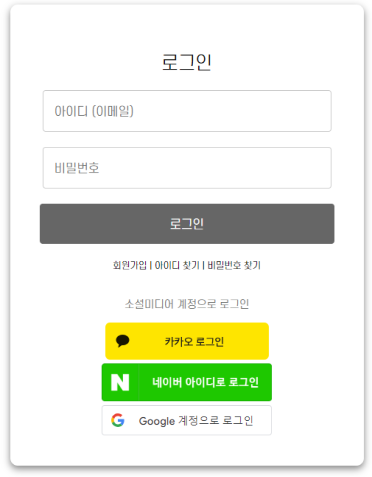 로그인
아이디 (이메일)
비밀번호
로그인
회원가입 | 아이디 찾기 | 비밀번호 찾기
소셜미디어 계정으로 로그인
카카오 로그인
N 네이버 아이디로 로그인
G Google 계정으로 로그인